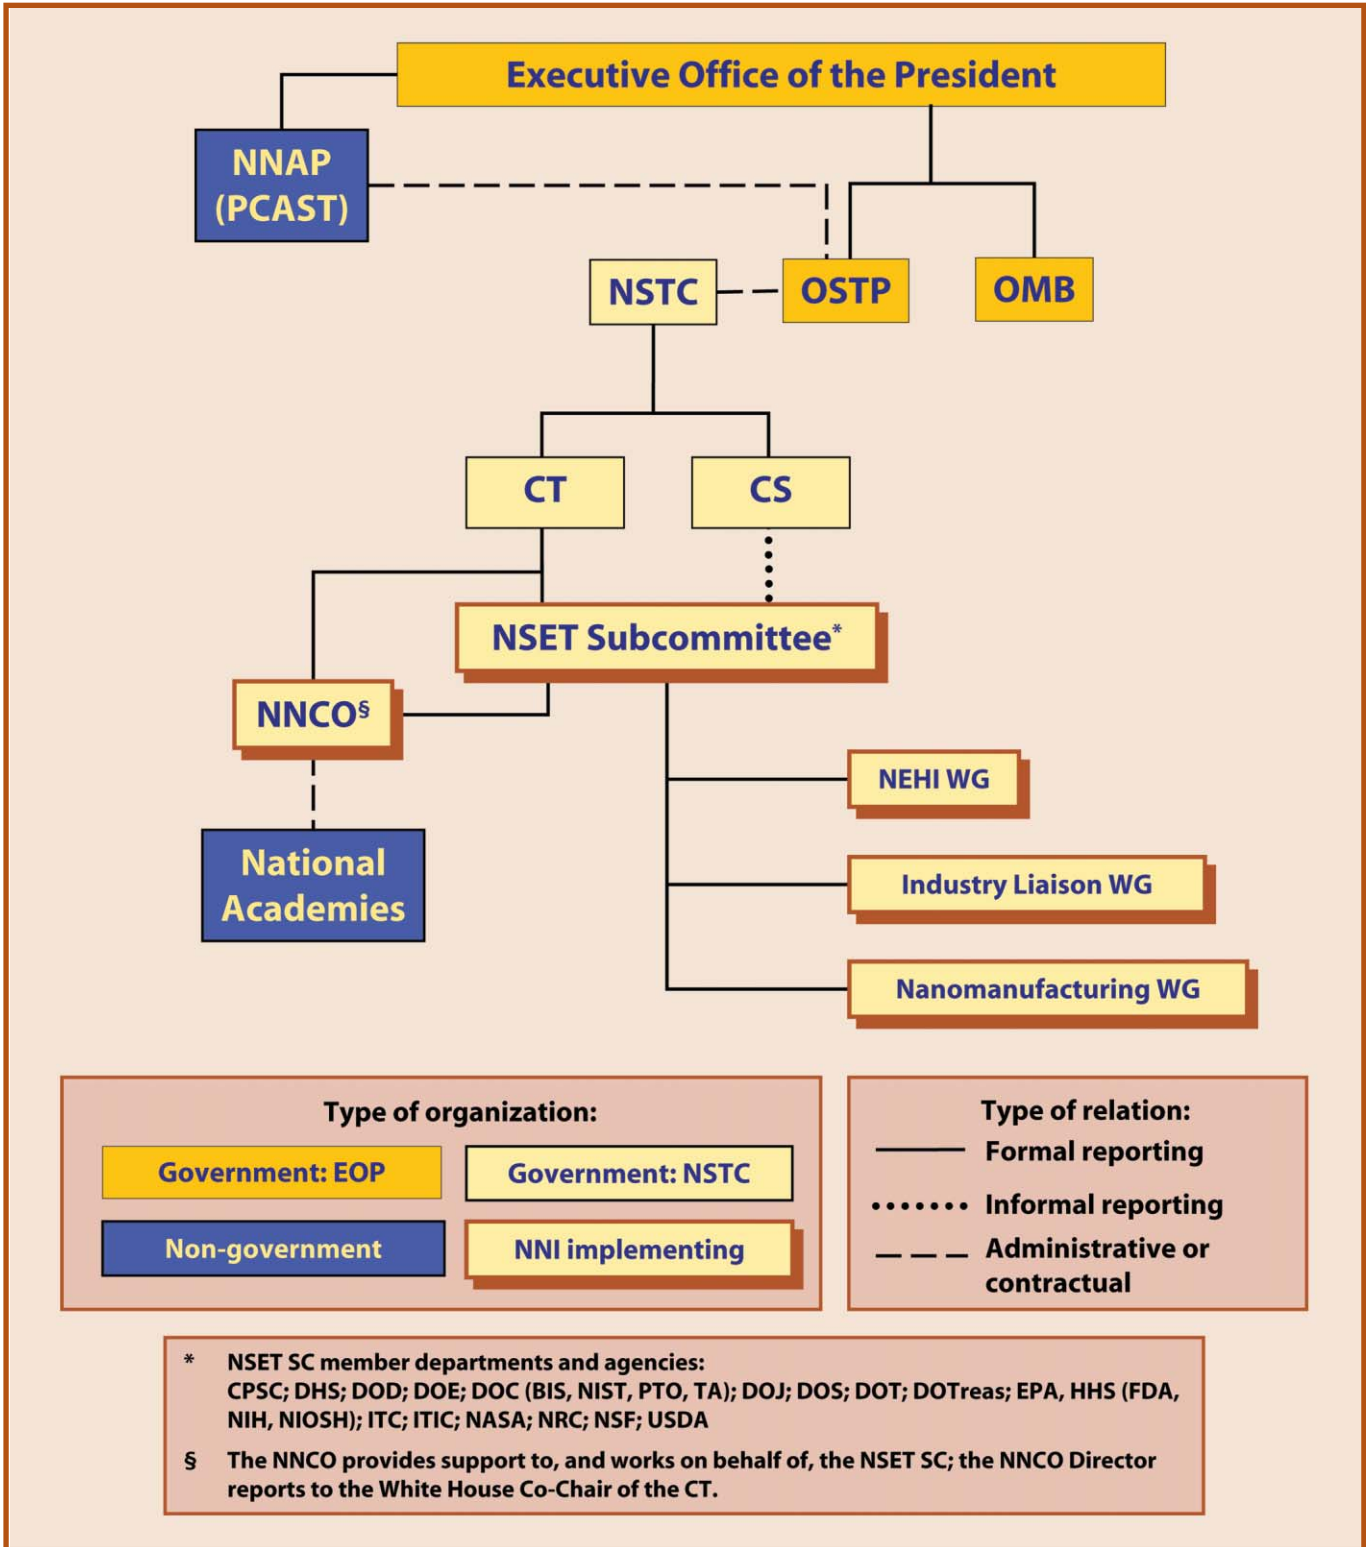 Executive Office of the President
NNAP
(PCAST)
NSTC
OSTP
OMB
CT
CS
NSET Subcommittee*
NNCO§
NEHI WG
National
Academies
Industry Liaison WG
Nanomanufacturing WG
Type of organization:
Government: EOP
Government: NSTC
Non-government
NNI implementing
Type of relation:
Formal reporting
Informal reporting
Administrative or
contractual
* NSET SC member departments and agencies:
CPSC; DHS; DOD; DOE; DOC (BIS, NIST, PTO, TA); DOJ; DOS; DOT; DOTreas; EPA, HHS (FDA,
NIH, NIOSH); ITC; ITIC; NASA; NRC; NSF; USDA
§ The NNCO provides support to, and works on behalf of, the NSET SC; the NNCO Director
reports to the White House Co-Chair of the CT.